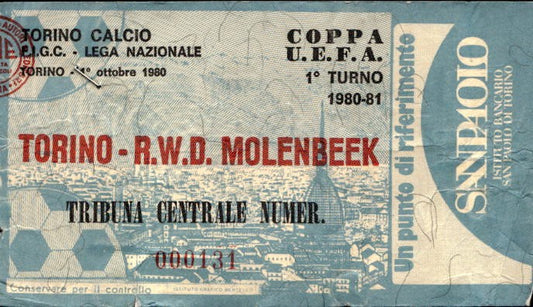 TORINO CALCIO
F.I.G.C. - LEGA NAZIONALE
TORINO - 1° ottobre 1980
COPPA
U.E.F.A.
1° TURNO
1980-81
TORINO - R.W.D. MOLENBEEK
TRIBUNA CENTRALE NUMER.
000131
Conservare per il controllo
Un punto di riferimento
SANPAOLO
ISTITUTO BANCARIO
SAN PAOLO DI TORINO